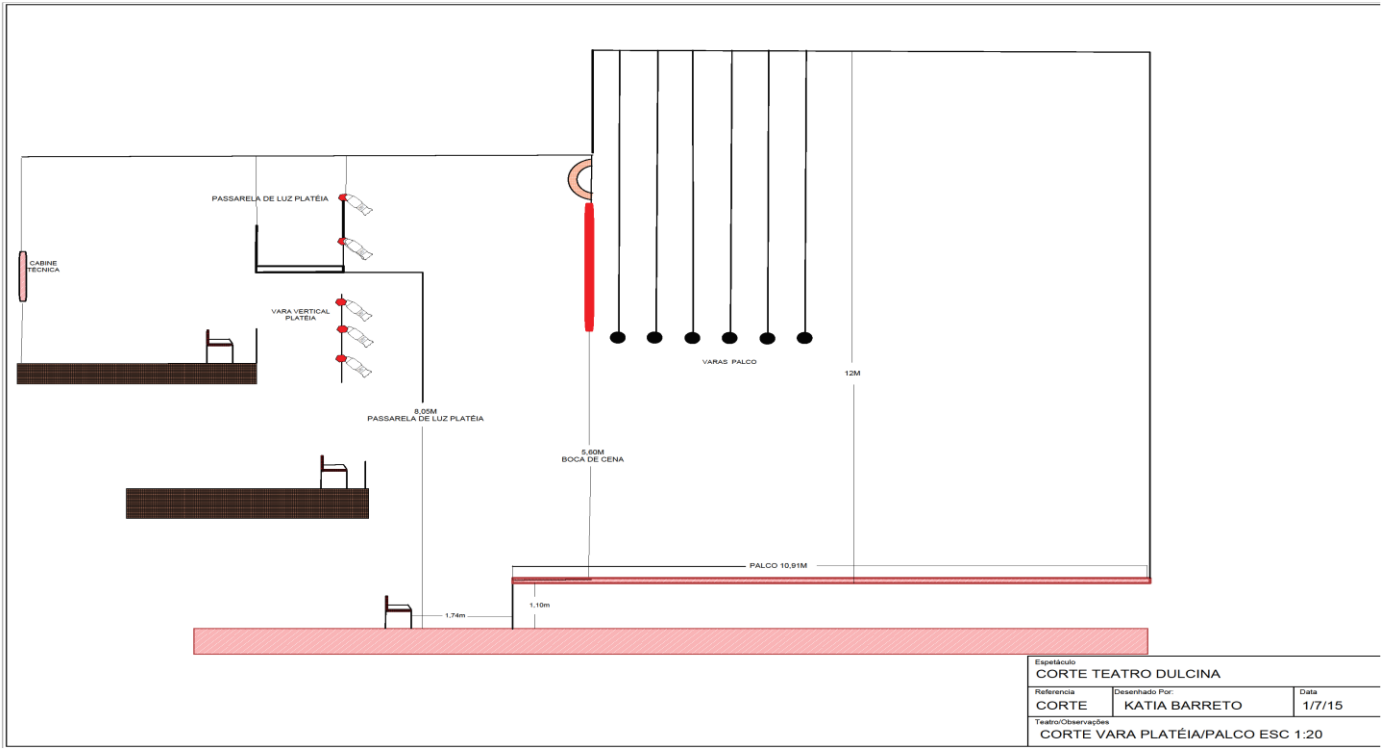 PASSARELA DE LUZ PLATÉIA
CABINE
TÉCNICA
VARA VERTICAL
PLATÉIA
VARAS PALCO
12M
8,05M
PASSARELA DE LUZ PLATÉIA
5,60M
BOCA DE CENA
PALCO 10,91M
1,74m
1,10m
Espetáculo
CORTE TEATRO DULCINA
Referencia
CORTE
Desenhado Por:
KATIA BARRETO
Data
1/7/15
Teatro/Observações
CORTE VARA PLATÉIA/PALCO ESC 1:20